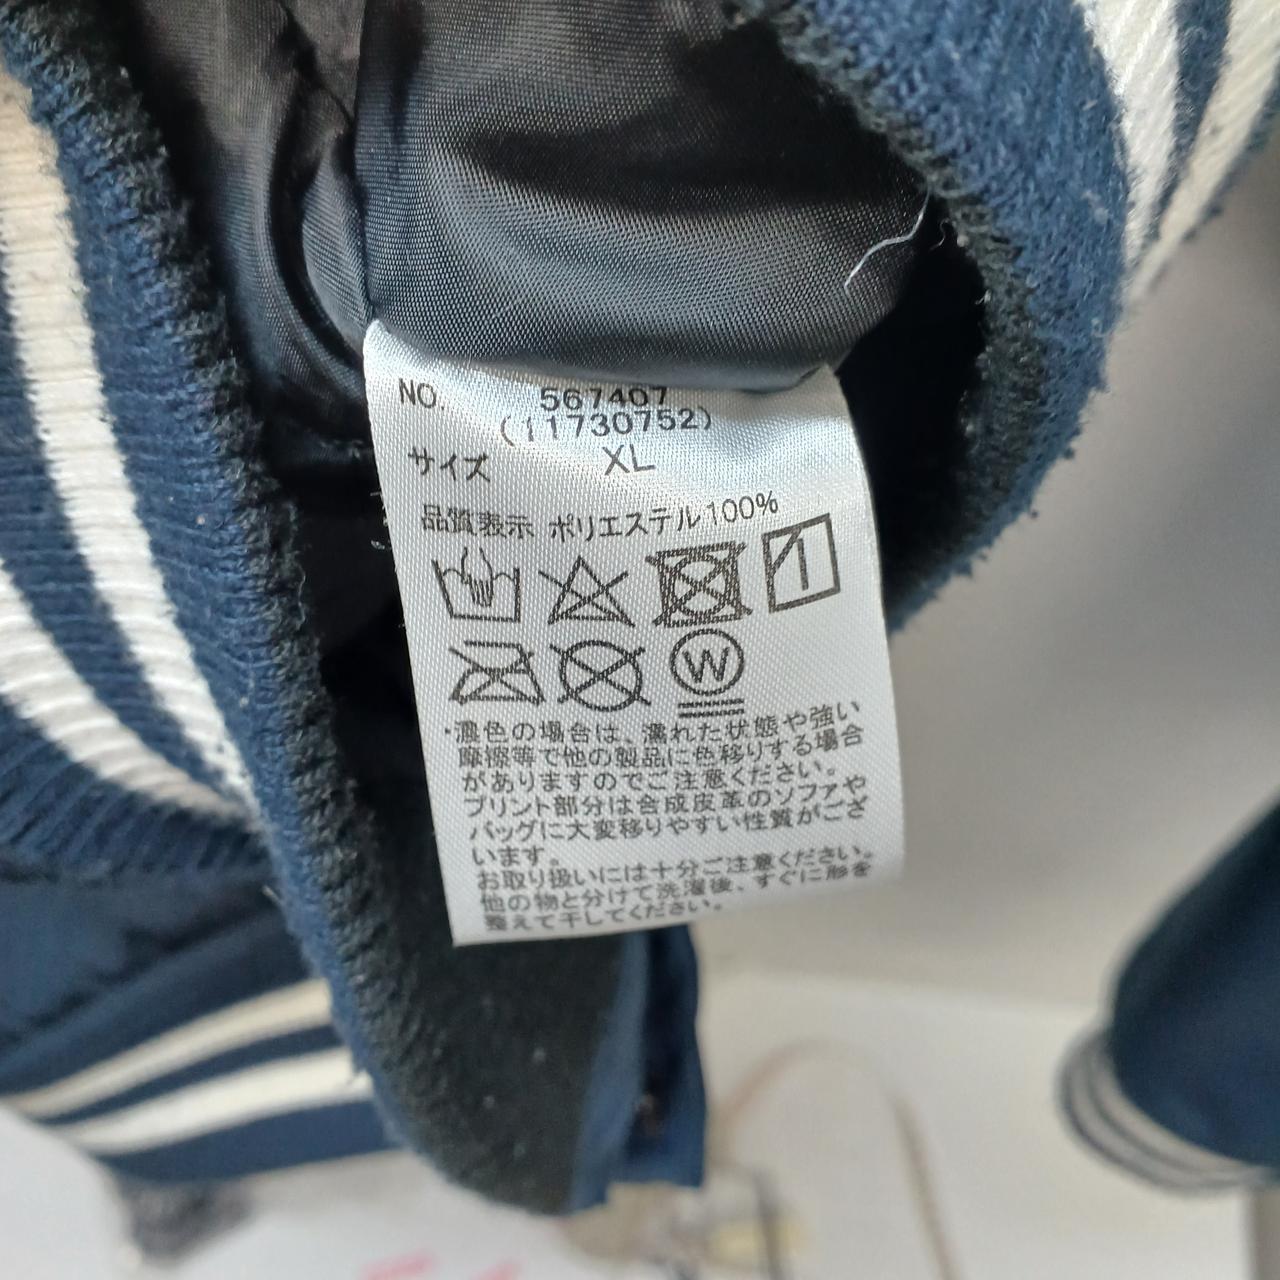 NO. 567407
(11730752)
サイズ XL
品質表示 ポリエステル100%
W
・濃色の場合は、濡れた状態や強い
摩擦等で他の製品に色移りする場合
がありますのでご注意ください。
プリント部分は合成皮革のソファや
バッグに大変移りやすい性質がござ
います。
お取り扱いには十分ご注意ください。
他の物と分けて洗濯後、すぐに形を
整えて干してください。